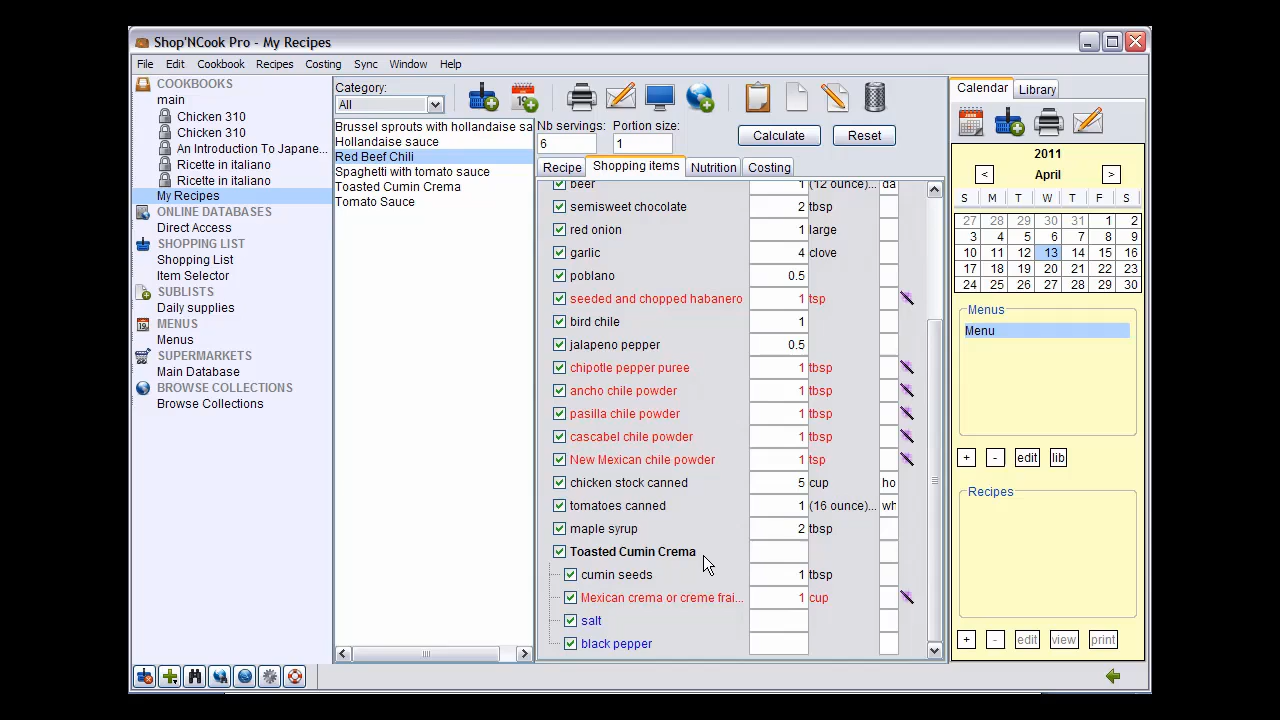 Shop'NCook Pro - My Recipes
File Edit Cookbook Recipes Costing Sync Window Help
COOKBOOKS
main
Chicken 310
Chicken 310
An Introduction To Japane...
Ricette in italiano
Ricette in italiano
My Recipes
ONLINE DATABASES
Direct Access
SHOPPING LIST
Shopping List
Item Selector
SUBLISTS
Daily supplies
MENUS
Menus
SUPERMARKETS
Main Database
BROWSE COLLECTIONS
Browse Collections
Category:
All
Brussel sprouts with hollandaise sa
Hollandaise sauce
Red Beef Chili
Spaghetti with tomato sauce
Toasted Cumin Crema
Tomato Sauce
Nb servings: Portion size:
6 1 Calculate Reset
Recipe Shopping items Nutrition Costing
beer 1 (12 ounce)... da
semisweet chocolate 2 tbsp
red onion 1 large
garlic 4 clove
poblano 0.5
seeded and chopped habanero 1 tsp
bird chile 1
jalapeno pepper 0.5
chipotle pepper puree 1 tbsp
ancho chile powder 1 tbsp
pasilla chile powder 1 tbsp
cascabel chile powder 1 tbsp
New Mexican chile powder 1 tsp
chicken stock canned 5 cup ho
tomatoes canned 1 (16 ounce)... wh
maple syrup 2 tbsp
Toasted Cumin Crema
cumin seeds 1 tbsp
Mexican crema or creme frai... 1 cup
salt
black pepper
Calendar Library
2011
< April >
S M T W T F S
27 28 29 30 31 1 2
3 4 5 6 7 8 9
10 11 12 13 14 15 16
17 18 19 20 21 22 23
24 25 26 27 28 29 30
Menus
Menu
+ - edit lib
Recipes
+ - edit view print